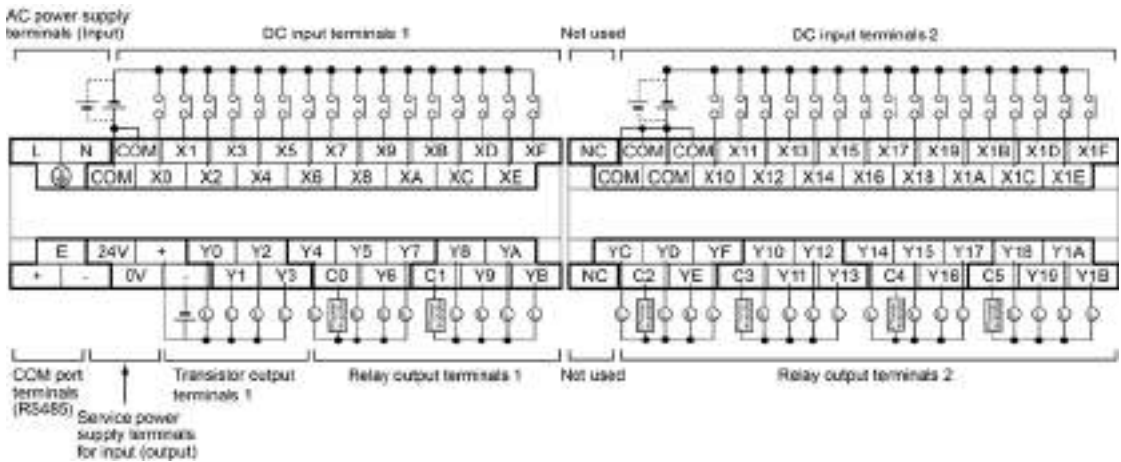 AC power supply
terminals (Input)
DC input terminals 1
Not used
DC input terminals 2
L N COM X1 X3 X5 X7 X9 XB XD XF
COM X0 X2 X4 X6 X8 XA XC XE
NC COM COM X11 X13 X15 X17 X19 X1B X1D X1F
COM COM X10 X12 X14 X16 X18 X1A X1C X1E
E 24V + Y0 Y2 Y4 Y5 Y7 Y8 YA
+ - 0V - Y1 Y3 C0 Y6 C1 Y9 YB
YC YD YF Y10 Y12 Y14 Y15 Y17 Y18 Y1A
NC C2 YE C3 Y11 Y13 C4 Y16 C5 Y19 Y1B
COM port
terminals
(RS485)
Service power
supply terminals
for input (output)
Transistor output
terminals 1
Relay output terminals 1
Not used
Relay output terminals 2